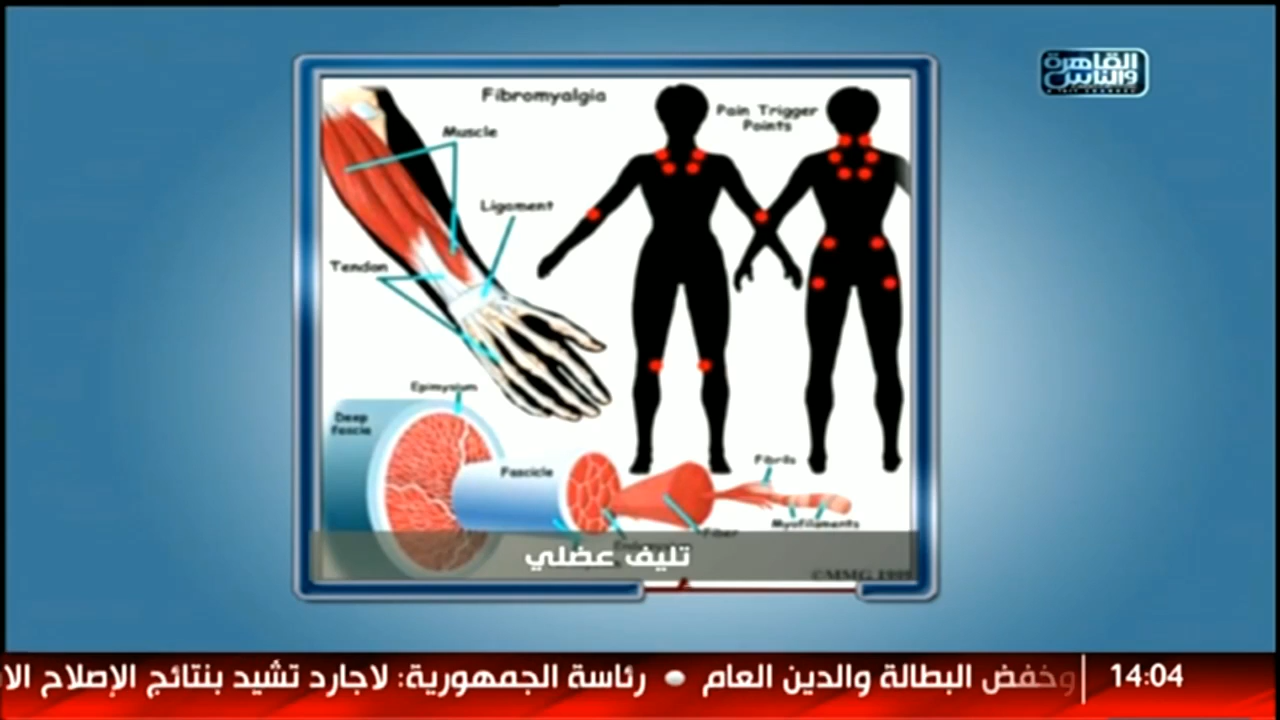 القاهرة
والناس
Fibromyalgia
Pain Trigger
Points
Muscle
Ligament
Tendon
Epimysium
Deep
fascia
Fascicle
Fibrils
Myofilaments
Fiber
تليف عضلي
©MMG 1999
14:04
وخفض البطالة والدين العام • رئاسة الجمهورية: لاجارد تشيد بنتائج الإصلاح